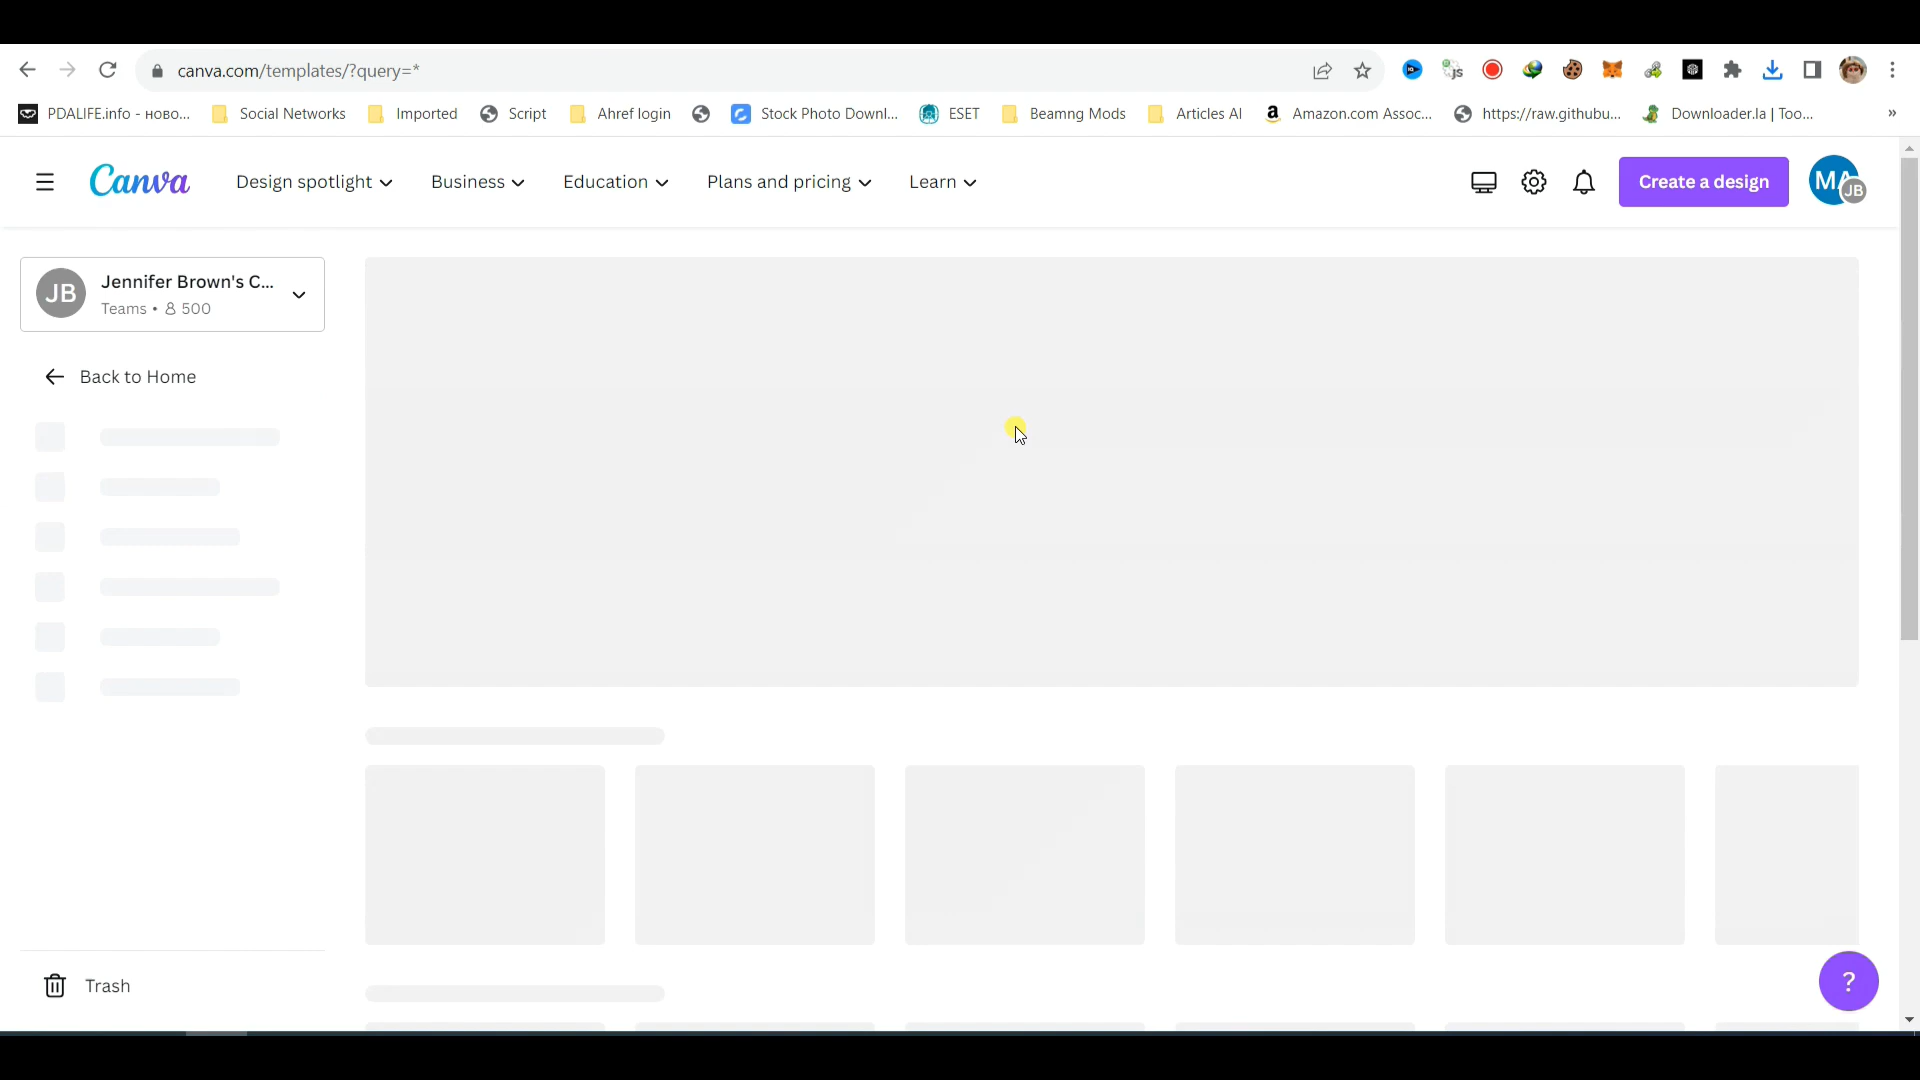 canva.com/templates/?query=*
PDALIFE.info - ново...
Social Networks
Imported
Script
Ahref login
Stock Photo Downl...
ESET
Beamng Mods
Articles AI
Amazon.com Assoc...
https://raw.githubu...
Downloader.la | Too...
»
Canva
Design spotlight
Business
Education
Plans and pricing
Learn
Create a design
MA
JB
JB
Jennifer Brown's C...
Teams • 500
Back to Home
Trash
?